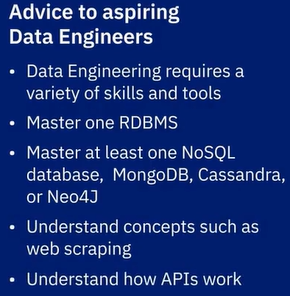 Advice to aspiring
Data Engineers
• Data Engineering requires a
variety of skills and tools
• Master one RDBMS
• Master at least one NoSQL
database, MongoDB, Cassandra,
or Neo4J
• Understand concepts such as
web scraping
• Understand how APIs work